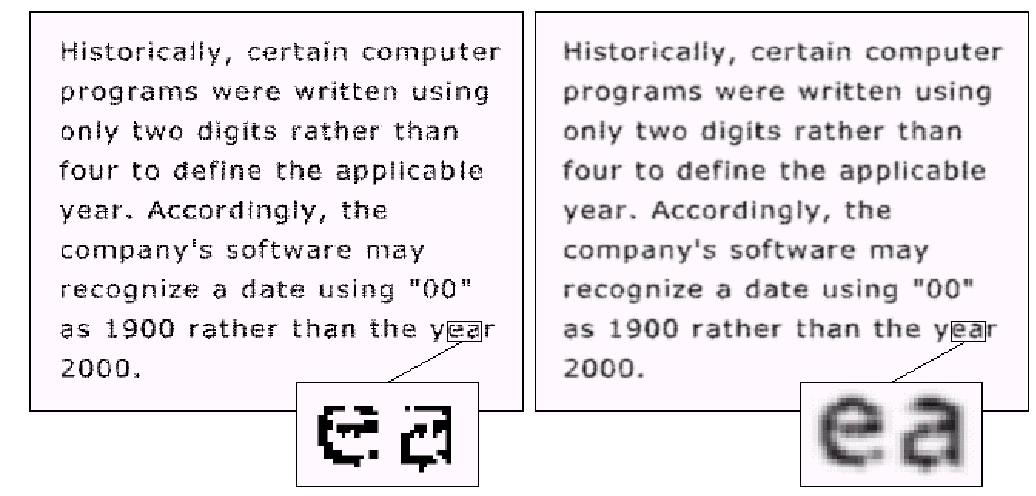 Historically, certain computer
programs were written using
only two digits rather than
four to define the applicable
year. Accordingly, the
company's software may
recognize a date using "00"
as 1900 rather than the year
2000.
ea
Historically, certain computer
programs were written using
only two digits rather than
four to define the applicable
year. Accordingly, the
company's software may
recognize a date using "00"
as 1900 rather than the year
2000.
ea